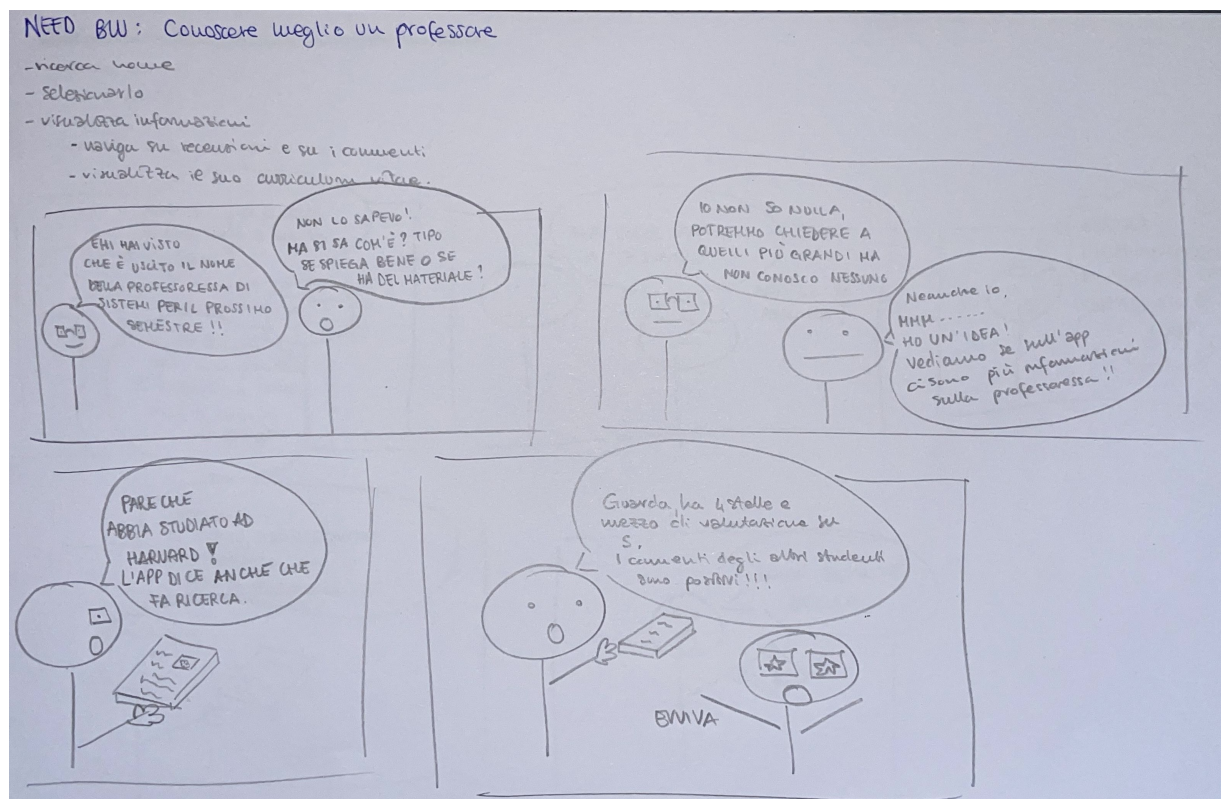 NEED BW: Conoscere meglio un professore
- ricerca nome
- selezionarlo
- visualizza informazioni
- naviga su recensioni e su i commenti
- visualizza il suo curriculum vitae.
EHI HAI VISTO
CHE È USCITO IL NOME
DELLA PROFESSORESSA DI
SISTEMI PER IL PROSSIMO
SEMESTRE !!
NON LO SAPEVO!
MA SI SA COM'È? TIPO
SE SPIEGA BENE O SE
HA DEL MATERIALE?
IO NON SO NULLA,
POTREMMO CHIEDERE A
QUELLI PIÙ GRANDI MA
NON CONOSCO NESSUNO
Neanche io,
MMM......
HO UN'IDEA!
Vediamo se sull'app
ci sono più informazioni
sulla professoressa!!
PARE CHE
ABBIA STUDIATO AD
HARVARD!
L'APP DICE ANCHE CHE
FA RICERCA.
Guarda, ha 4 stelle e
mezzo di valutazione su
5,
I commenti degli altri studenti
sono positivi!!!
EVVIVA